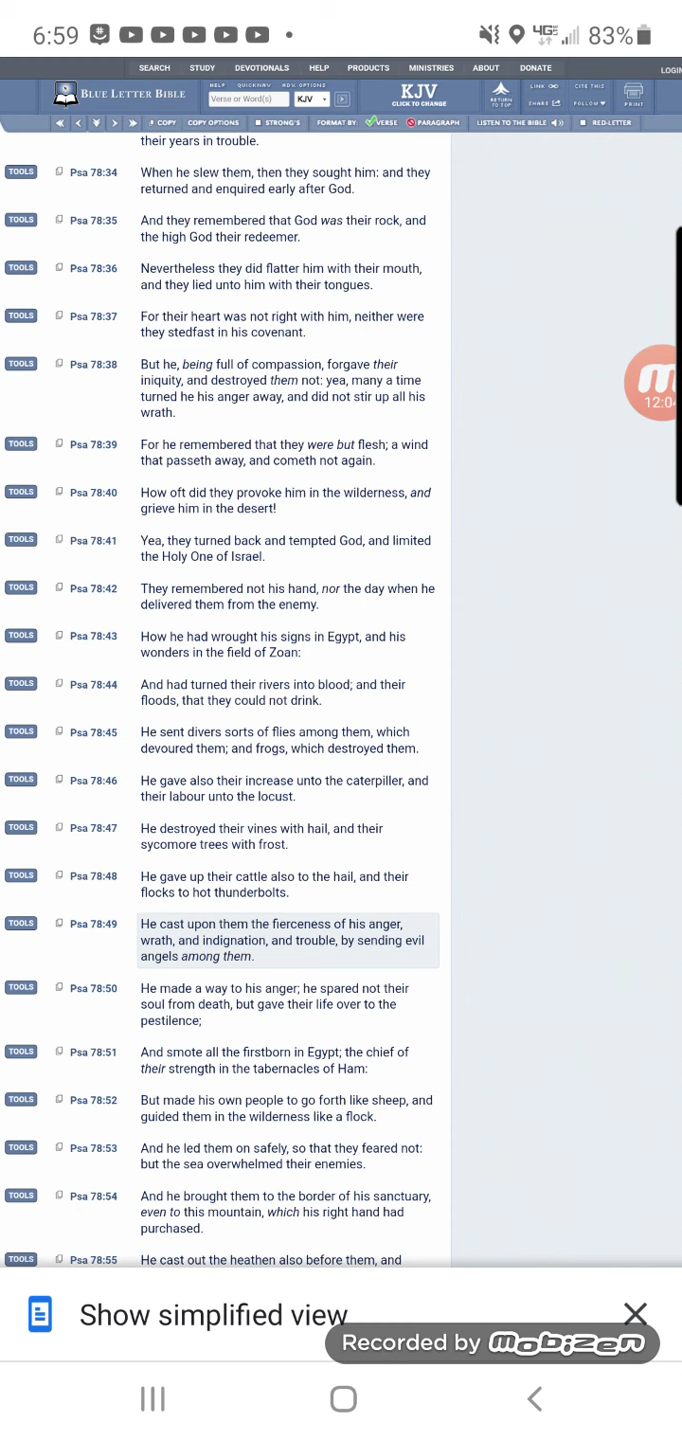 6:59
4GE
83%
SEARCH STUDY DEVOTIONALS HELP PRODUCTS MINISTRIES ABOUT DONATE LOGI
BLUE LETTER BIBLE
HELP QUICKNAV ADV. OPTIONS
Verse or Word(s)
KJV
KJV
CLICK TO CHANGE
RETURN TO TOP
LINK
SHARE
CITE THIS
FOLLOW
PRINT
COPY COPY OPTIONS STRONG'S FORMAT BY: VERSE PARAGRAPH LISTEN TO THE BIBLE RED-LETTER
their years in trouble.
TOOLS Psa 78:34 When he slew them, then they sought him: and they
returned and enquired early after God.
TOOLS Psa 78:35 And they remembered that God was their rock, and
the high God their redeemer.
TOOLS Psa 78:36 Nevertheless they did flatter him with their mouth,
and they lied unto him with their tongues.
TOOLS Psa 78:37 For their heart was not right with him, neither were
they stedfast in his covenant.
TOOLS Psa 78:38 But he, being full of compassion, forgave their
iniquity, and destroyed them not: yea, many a time
turned he his anger away, and did not stir up all his
wrath.
TOOLS Psa 78:39 For he remembered that they were but flesh; a wind
that passeth away, and cometh not again.
TOOLS Psa 78:40 How oft did they provoke him in the wilderness, and
grieve him in the desert!
TOOLS Psa 78:41 Yea, they turned back and tempted God, and limited
the Holy One of Israel.
TOOLS Psa 78:42 They remembered not his hand, nor the day when he
delivered them from the enemy.
TOOLS Psa 78:43 How he had wrought his signs in Egypt, and his
wonders in the field of Zoan:
TOOLS Psa 78:44 And had turned their rivers into blood; and their
floods, that they could not drink.
TOOLS Psa 78:45 He sent divers sorts of flies among them, which
devoured them; and frogs, which destroyed them.
TOOLS Psa 78:46 He gave also their increase unto the caterpiller, and
their labour unto the locust.
TOOLS Psa 78:47 He destroyed their vines with hail, and their
sycomore trees with frost.
TOOLS Psa 78:48 He gave up their cattle also to the hail, and their
flocks to hot thunderbolts.
TOOLS Psa 78:49 He cast upon them the fierceness of his anger,
wrath, and indignation, and trouble, by sending evil
angels among them.
TOOLS Psa 78:50 He made a way to his anger; he spared not their
soul from death, but gave their life over to the
pestilence;
TOOLS Psa 78:51 And smote all the firstborn in Egypt; the chief of
their strength in the tabernacles of Ham:
TOOLS Psa 78:52 But made his own people to go forth like sheep, and
guided them in the wilderness like a flock.
TOOLS Psa 78:53 And he led them on safely, so that they feared not:
but the sea overwhelmed their enemies.
TOOLS Psa 78:54 And he brought them to the border of his sanctuary,
even to this mountain, which his right hand had
purchased.
TOOLS Psa 78:55 He cast out the heathen also before them, and
12:04
Show simplified view
Recorded by mobizen